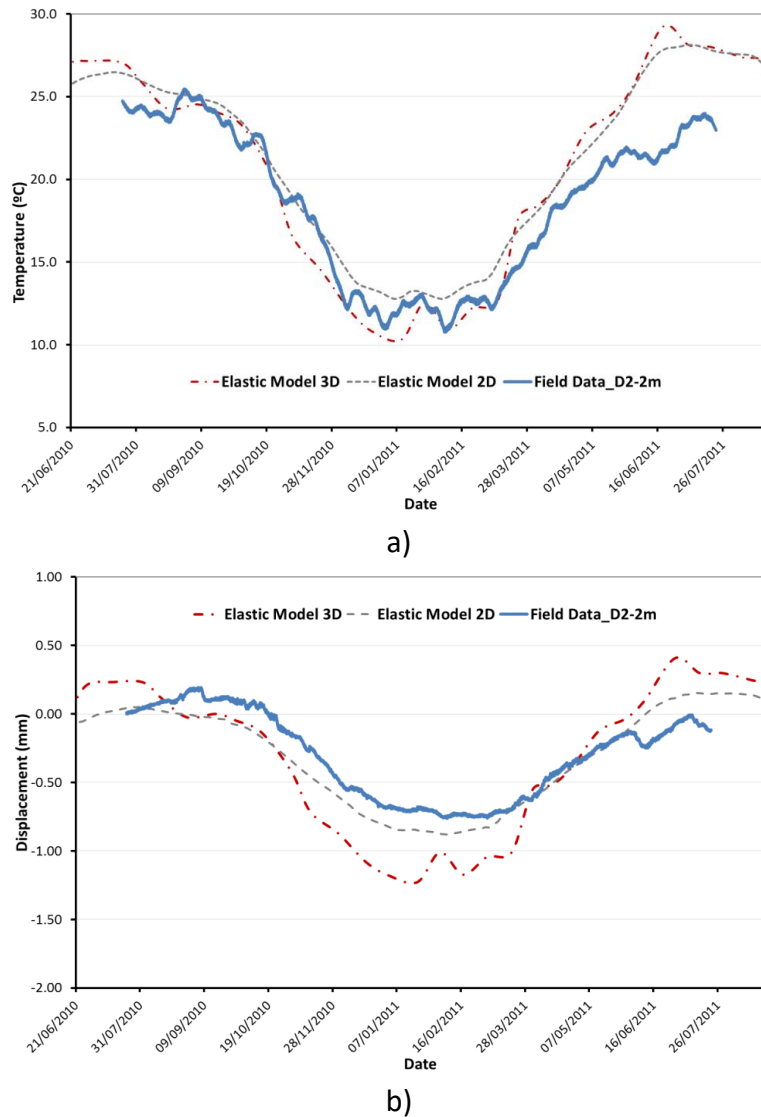 30.0
25.0
20.0
15.0
10.0
5.0
Temperature (ºC)
Elastic Model 3D Elastic Model 2D Field Data_D2-2m
21/06/2010 31/07/2010 09/09/2010 19/10/2010 28/11/2010 07/01/2011 16/02/2011 28/03/2011 07/05/2011 16/06/2011 26/07/2011
Date
a)
1.00
0.50
0.00
-0.50
-1.00
-1.50
-2.00
Displacement (mm)
Elastic Model 3D Elastic Model 2D Field Data_D2-2m
21/06/2010 31/07/2010 09/09/2010 19/10/2010 28/11/2010 07/01/2011 16/02/2011 28/03/2011 07/05/2011 16/06/2011 26/07/2011
Date
b)